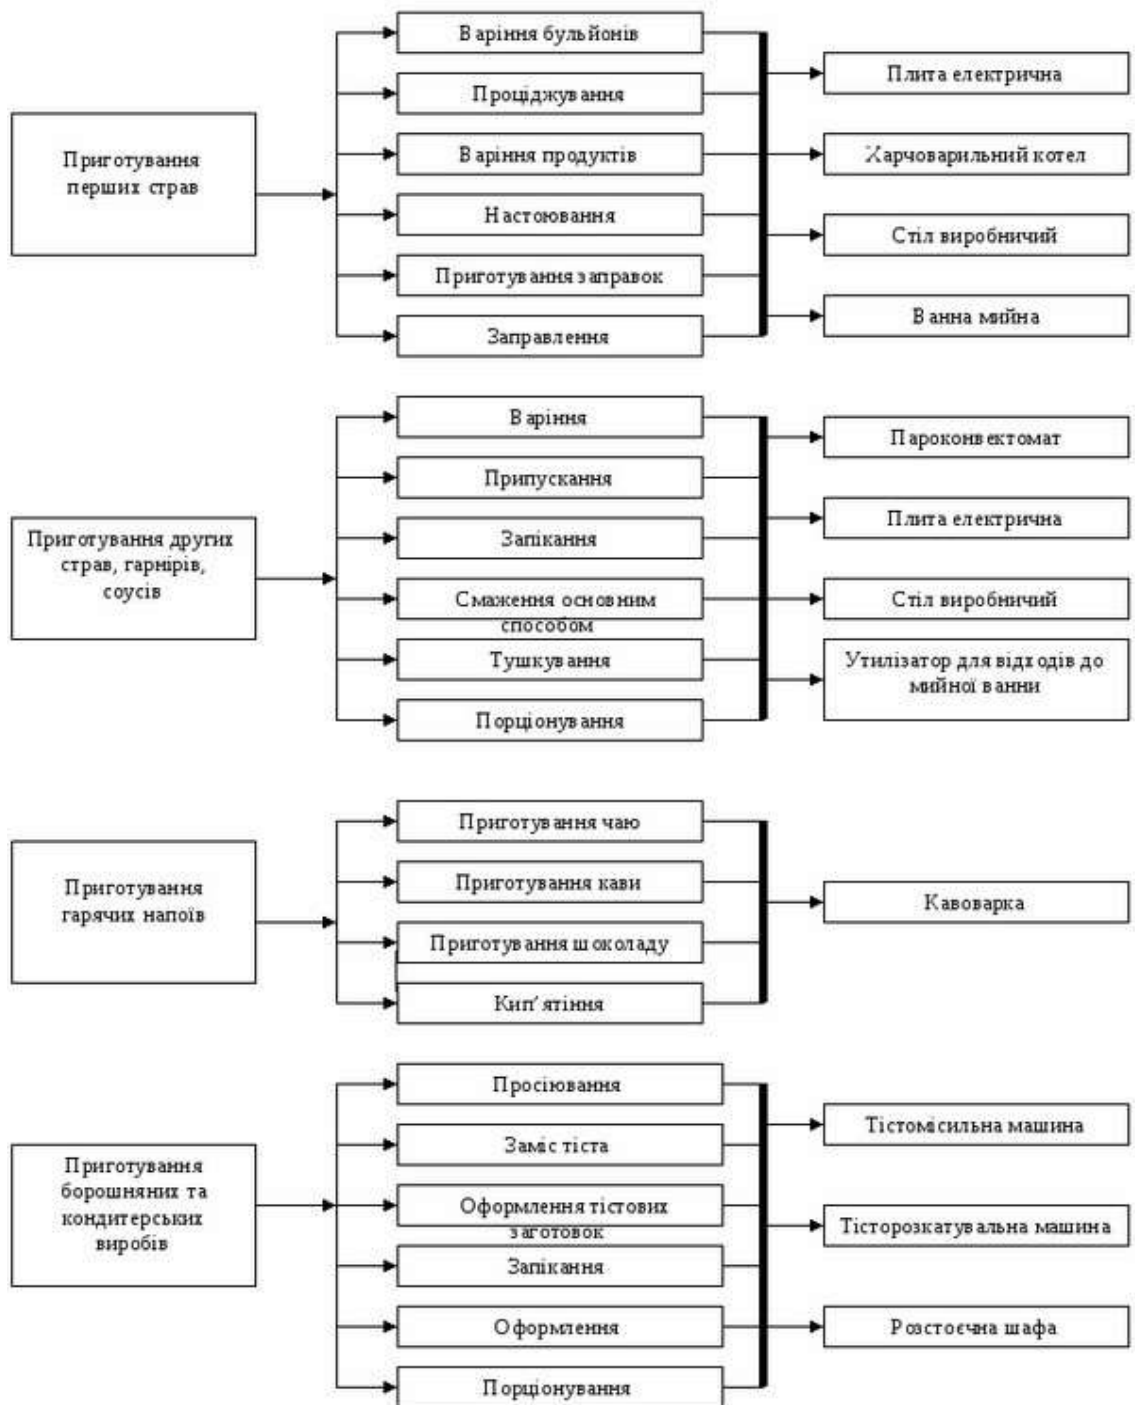 Приготування
перших страв
Варіння бульйонів
Проціджування
Варіння продуктів
Настоювання
Приготування заправок
Заправлення
Плита електрична
Харчоварильний котел
Стіл виробничий
Ванна мийна
Приготування других
страв, гарнірів,
соусів
Варіння
Припускання
Запікання
Смаження основним
способом
Тушкування
Порціонування
Пароконвектомат
Плита електрична
Стіл виробничий
Утилізатор для відходів до
мийної ванни
Приготування
гарячих напоїв
Приготування чаю
Приготування кави
Приготування шоколаду
Кип’ятіння
Кавоварка
Приготування
борошняних та
кондитерських
виробів
Просіювання
Заміс тіста
Оформлення тістових
заготовок
Запікання
Оформлення
Порціонування
Тістомісильна машина
Тісторозкатувальна машина
Розстоєчна шафа